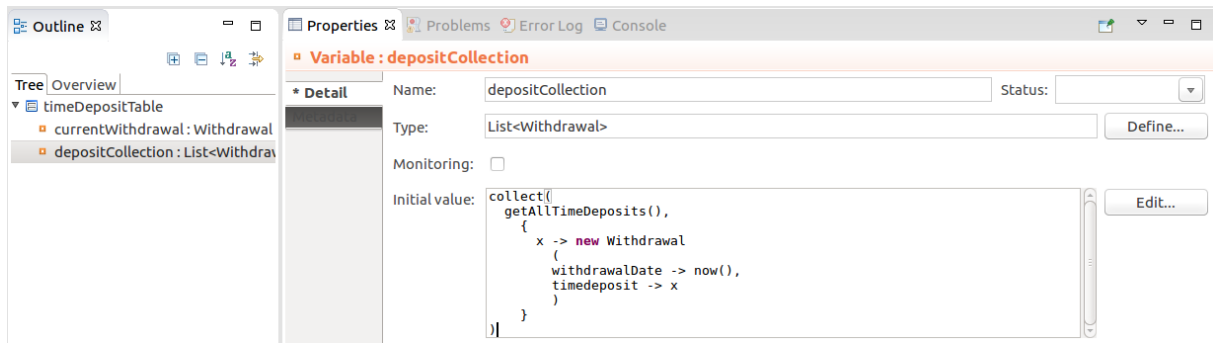 Outline
Tree Overview
timeDepositTable
currentWithdrawal : Withdrawal
depositCollection : List<Withdraw
Properties Problems Error Log Console
Variable : depositCollection
* Detail
Metadata
Name: depositCollection Status:
Type: List<Withdrawal> Define...
Monitoring:
Initial value: collect( Edit...
getAllTimeDeposits(),
{
x -> new Withdrawal
(
withdrawalDate -> now(),
timedeposit -> x
)
}
)